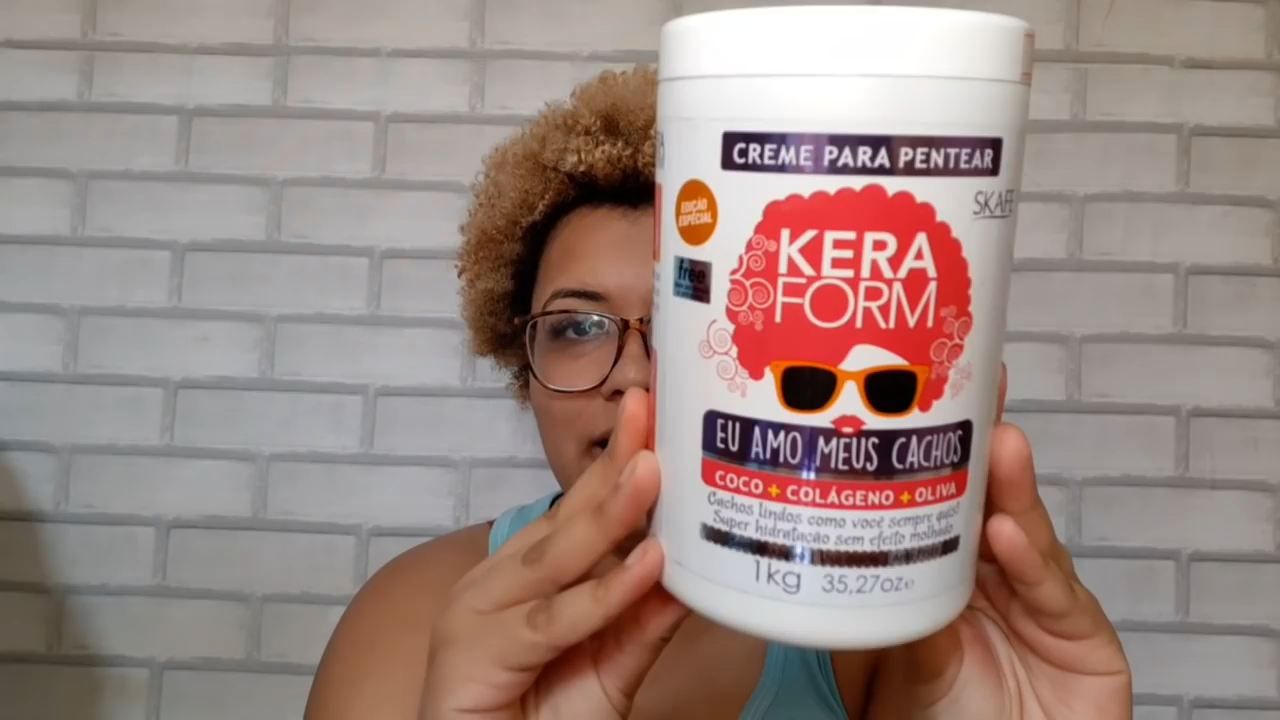 CREME PARA PENTEAR
SKAFE
EDIÇÃO
ESPECIAL
free
KERA
FORM
EU AMO MEUS CACHOS
COCO + COLÁGENO + OLIVA
Cachos lindos como você sempre quis!
Super hidratação sem efeito molhado
1kg 35,27oz